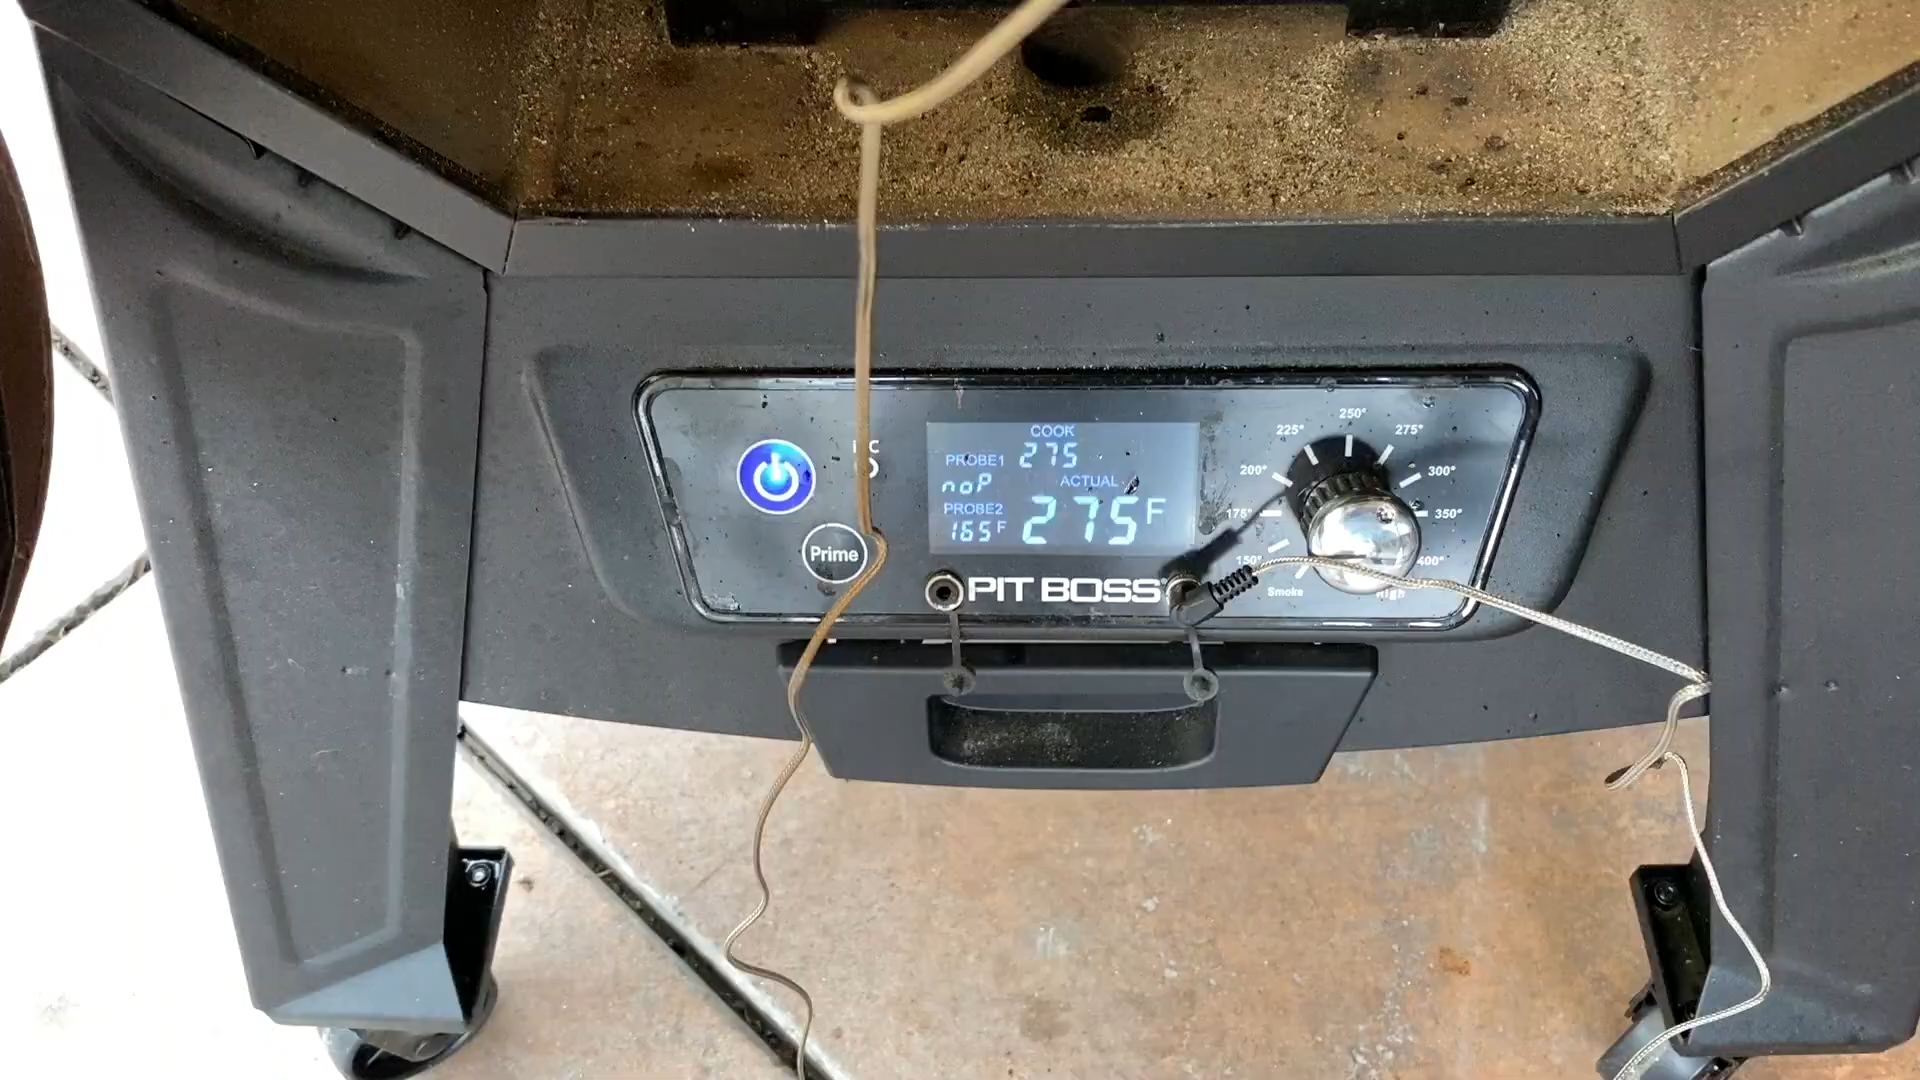 COOK
275
PROBE1
noP
ACTUAL
275F
PROBE2
165F
Prime
PIT BOSS
Smoke
150°
175°
200°
225°
250°
275°
300°
350°
400°
High